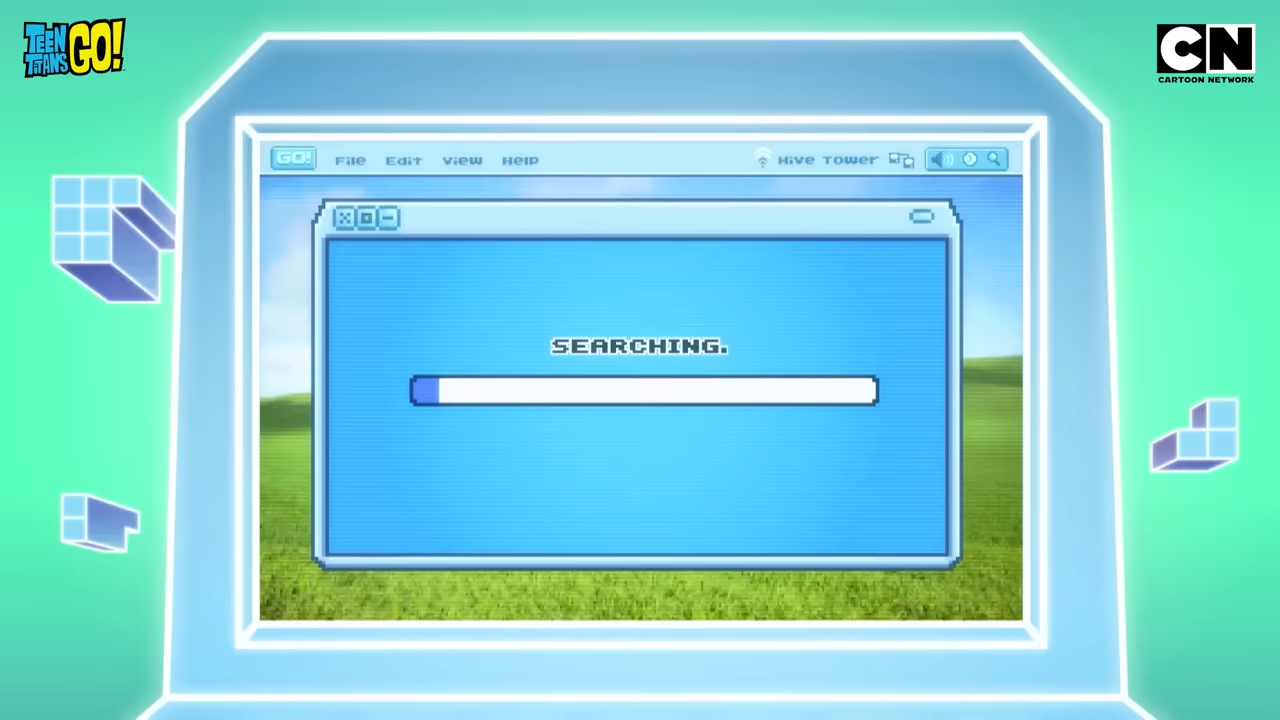 TEEN TITANS GO!
CN
CARTOON NETWORK
GO! File Edit View Help Hive Tower
SEARCHING.